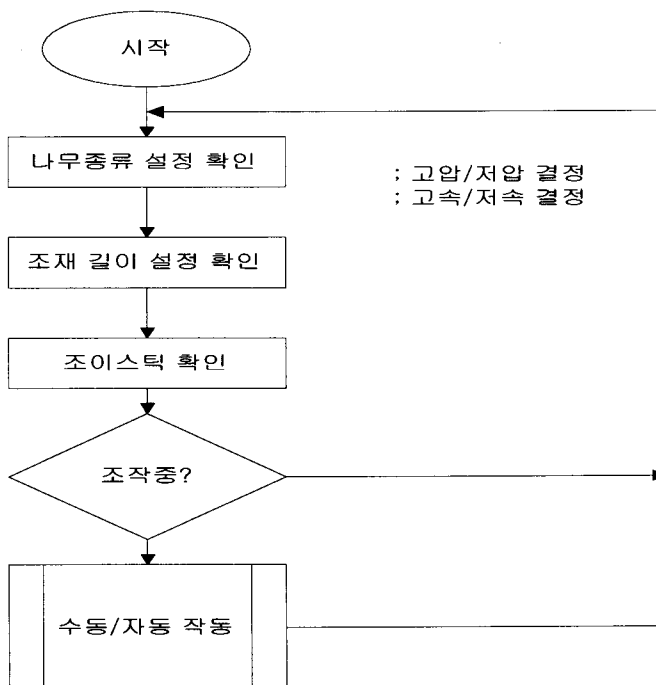 시작
나무종류 설정 확인
; 고압/저압 결정
; 고속/저속 결정
조재 길이 설정 확인
조이스틱 확인
조작중?
수동/자동 작동